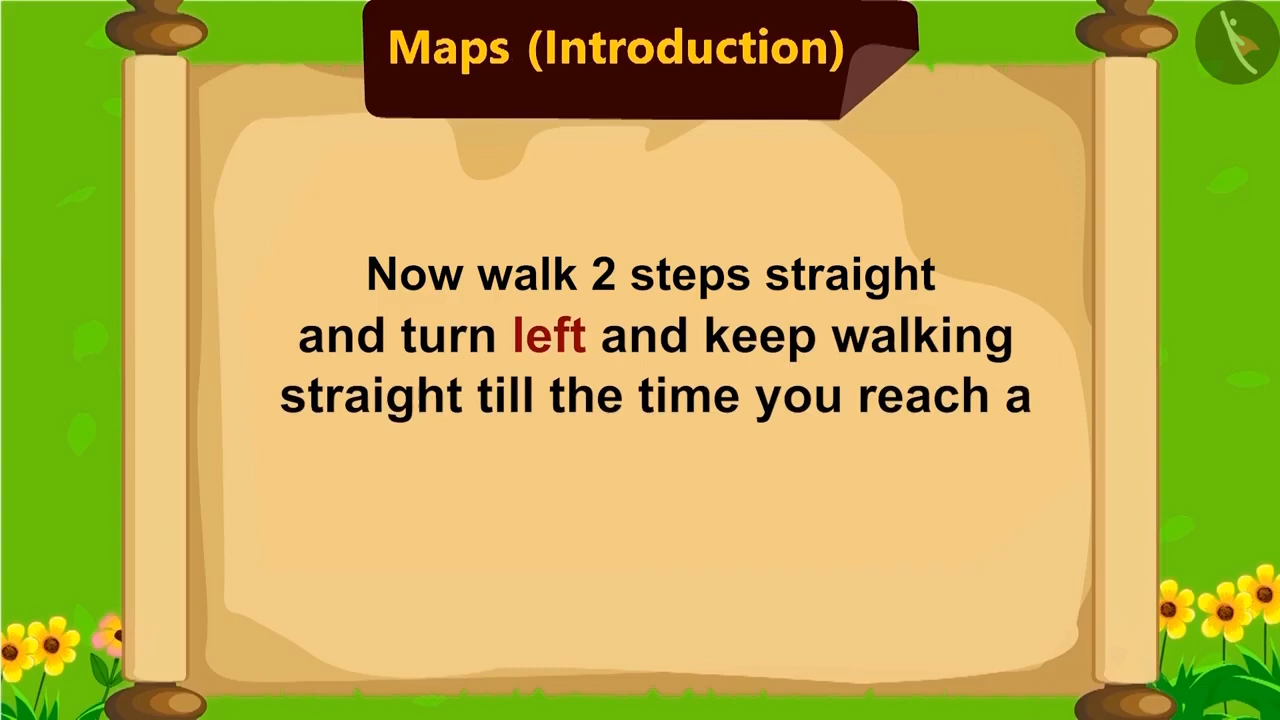 Maps (Introduction)
Now walk 2 steps straight
and turn left and keep walking
straight till the time you reach a